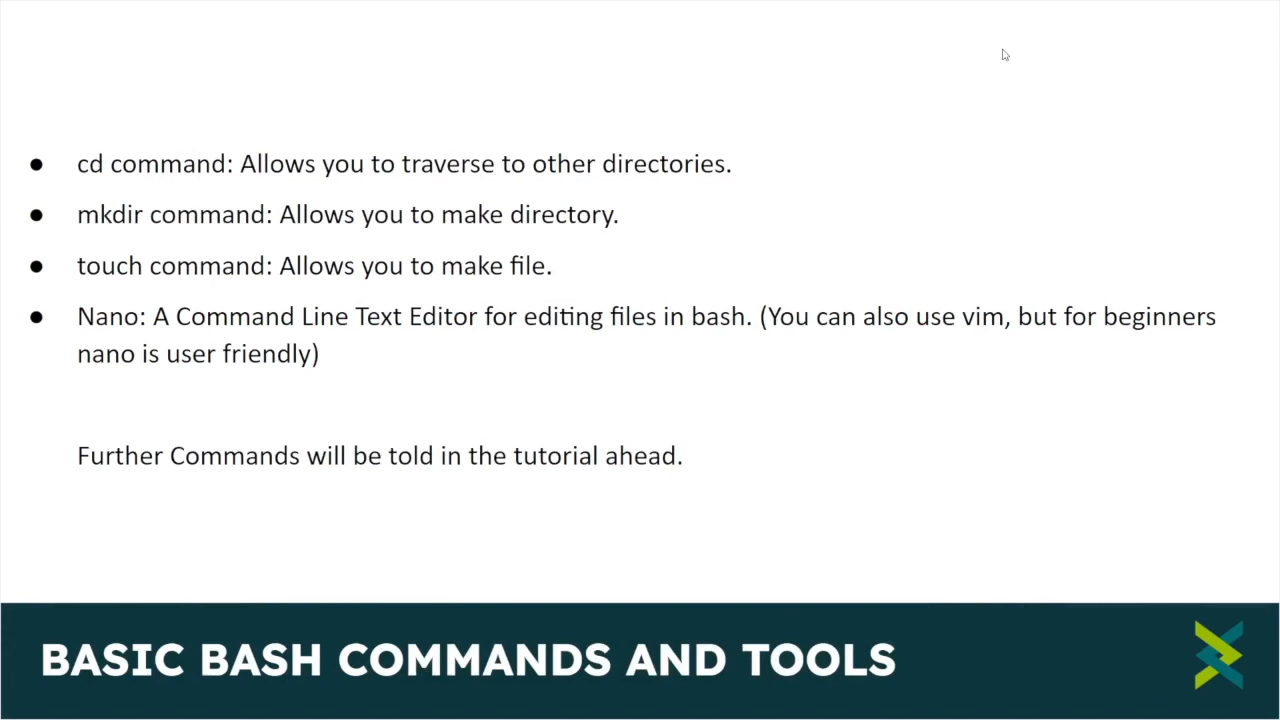 ● cd command: Allows you to traverse to other directories.
● mkdir command: Allows you to make directory.
● touch command: Allows you to make file.
● Nano: A Command Line Text Editor for editing files in bash. (You can also use vim, but for beginners
nano is user friendly)
Further Commands will be told in the tutorial ahead.
BASIC BASH COMMANDS AND TOOLS